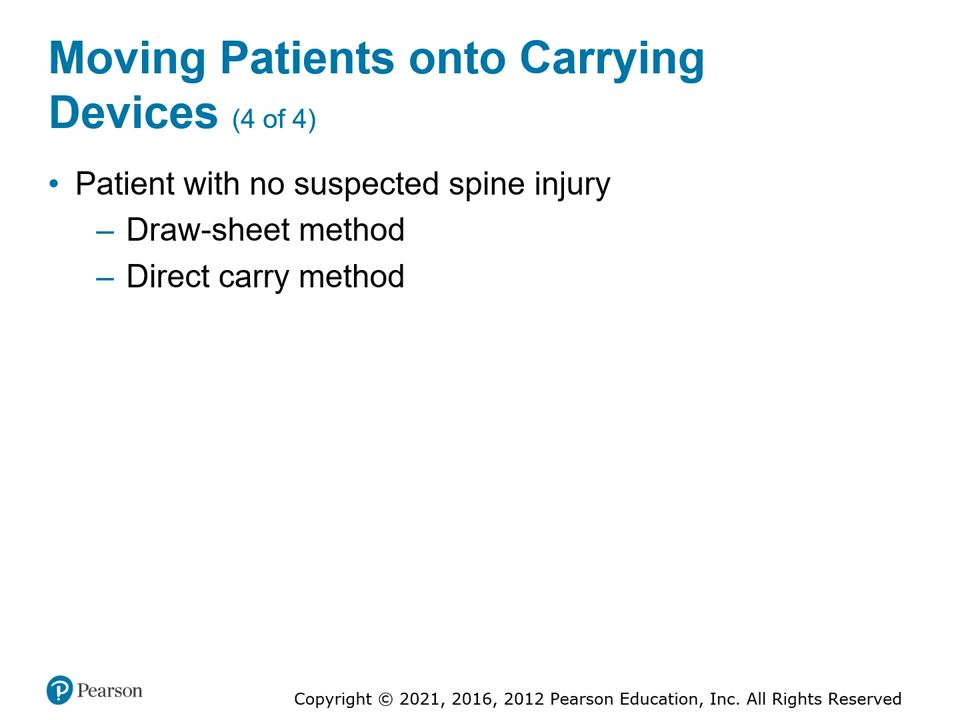 Moving Patients onto Carrying
Devices (4 of 4)
• Patient with no suspected spine injury
– Draw-sheet method
– Direct carry method
Pearson
Copyright © 2021, 2016, 2012 Pearson Education, Inc. All Rights Reserved